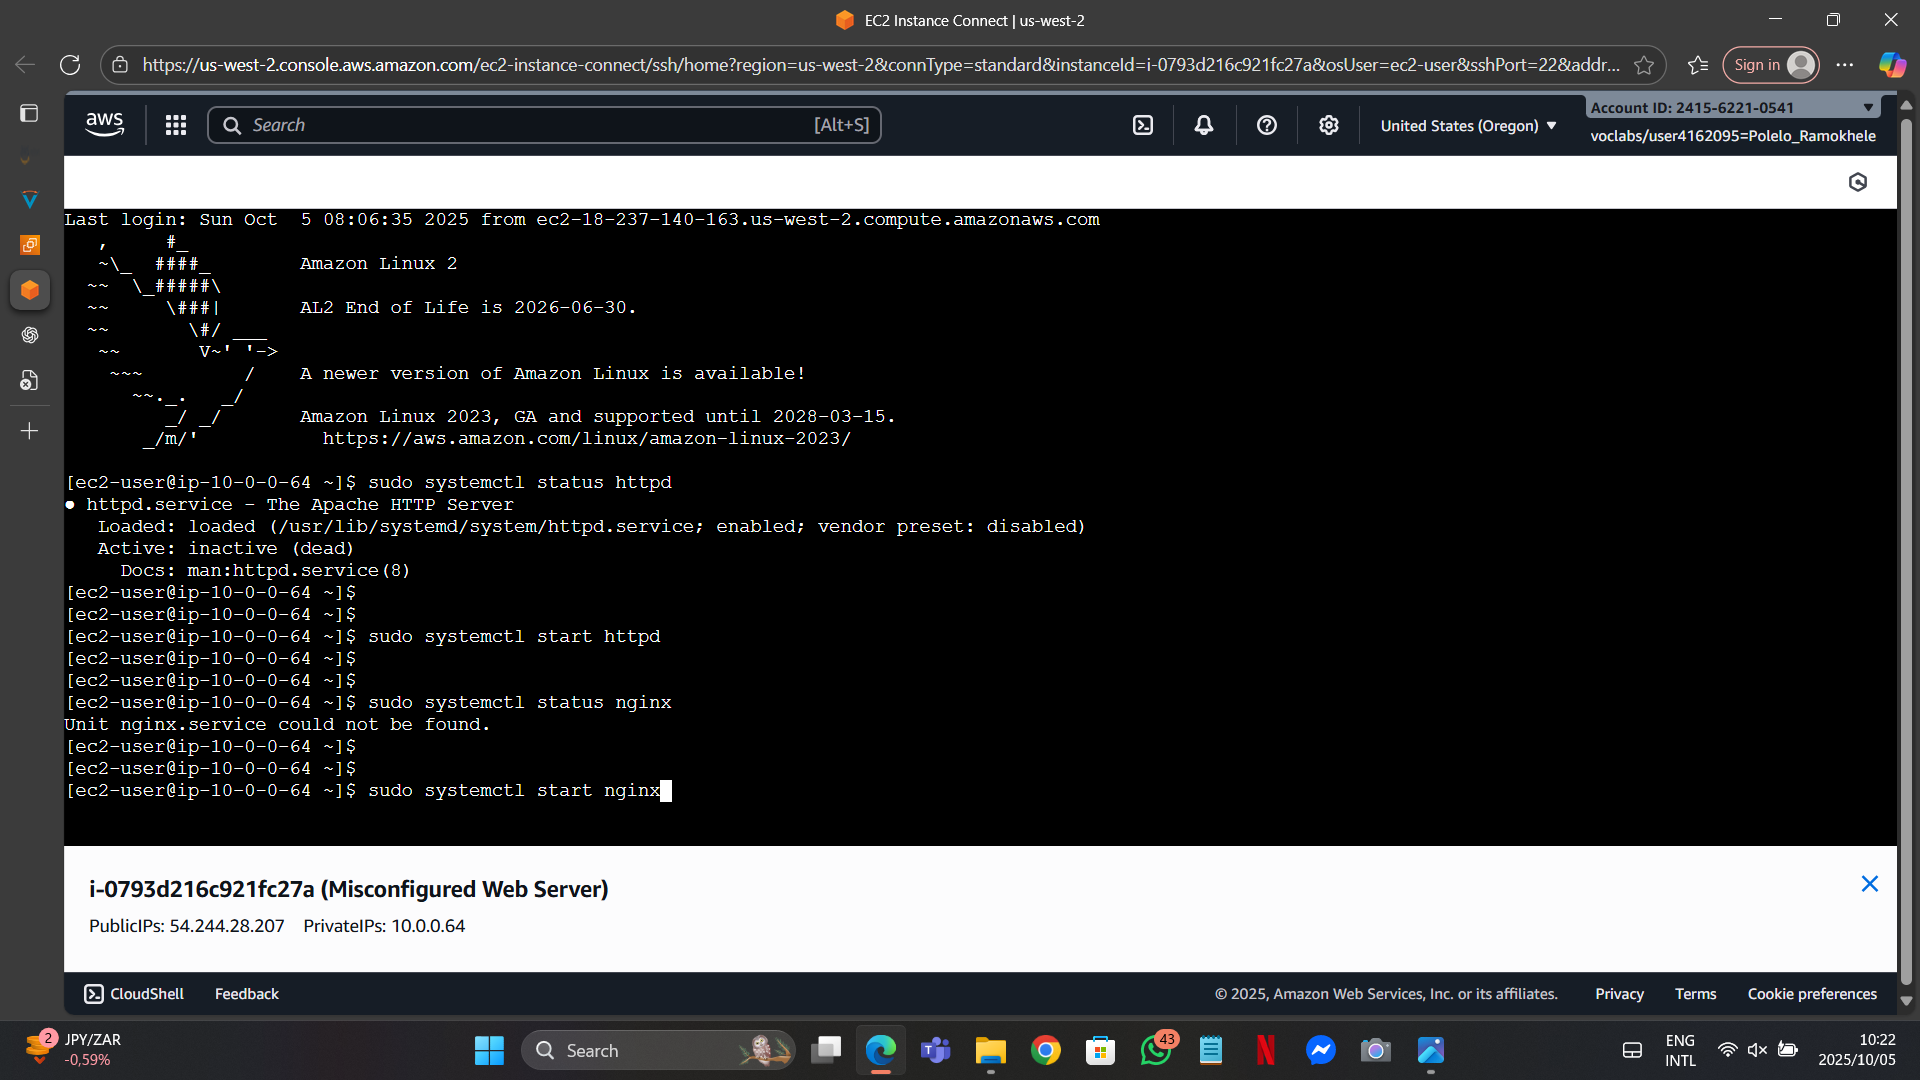 EC2 Instance Connect | us-west-2
https://us-west-2.console.aws.amazon.com/ec2-instance-connect/ssh/home?region=us-west-2&connType=standard&instanceId=i-0793d216c921fc27a&osUser=ec2-user&sshPort=22&addr...
Sign in
aws
Search
[Alt+S]
United States (Oregon)
Account ID: 2415-6221-0541
voclabs/user4162095=Polelo_Ramokhele
Last login: Sun Oct  5 08:06:35 2025 from ec2-18-237-140-163.us-west-2.compute.amazonaws.com
   ,     #_
   ~\_  ####_        Amazon Linux 2
  ~~  \_#####\
  ~~     \###|       AL2 End of Life is 2026-06-30.
  ~~       \#/ ___
   ~~       V~' '->
    ~~~         /    A newer version of Amazon Linux is available!
      ~~._.   _/
         _/ _/       Amazon Linux 2023, GA and supported until 2028-03-15.
       _/m/'           https://aws.amazon.com/linux/amazon-linux-2023/
[ec2-user@ip-10-0-0-64 ~]$ sudo systemctl status httpd
● httpd.service - The Apache HTTP Server
   Loaded: loaded (/usr/lib/systemd/system/httpd.service; enabled; vendor preset: disabled)
   Active: inactive (dead)
     Docs: man:httpd.service(8)
[ec2-user@ip-10-0-0-64 ~]$
[ec2-user@ip-10-0-0-64 ~]$
[ec2-user@ip-10-0-0-64 ~]$ sudo systemctl start httpd
[ec2-user@ip-10-0-0-64 ~]$
[ec2-user@ip-10-0-0-64 ~]$
[ec2-user@ip-10-0-0-64 ~]$ sudo systemctl status nginx
Unit nginx.service could not be found.
[ec2-user@ip-10-0-0-64 ~]$
[ec2-user@ip-10-0-0-64 ~]$
[ec2-user@ip-10-0-0-64 ~]$ sudo systemctl start nginx
i-0793d216c921fc27a (Misconfigured Web Server)
PublicIPs: 54.244.28.207    PrivateIPs: 10.0.0.64
CloudShell
Feedback
© 2025, Amazon Web Services, Inc. or its affiliates.
Privacy
Terms
Cookie preferences
2
JPY/ZAR
-0,59%
Search
43
ENG
INTL
10:22
2025/10/05